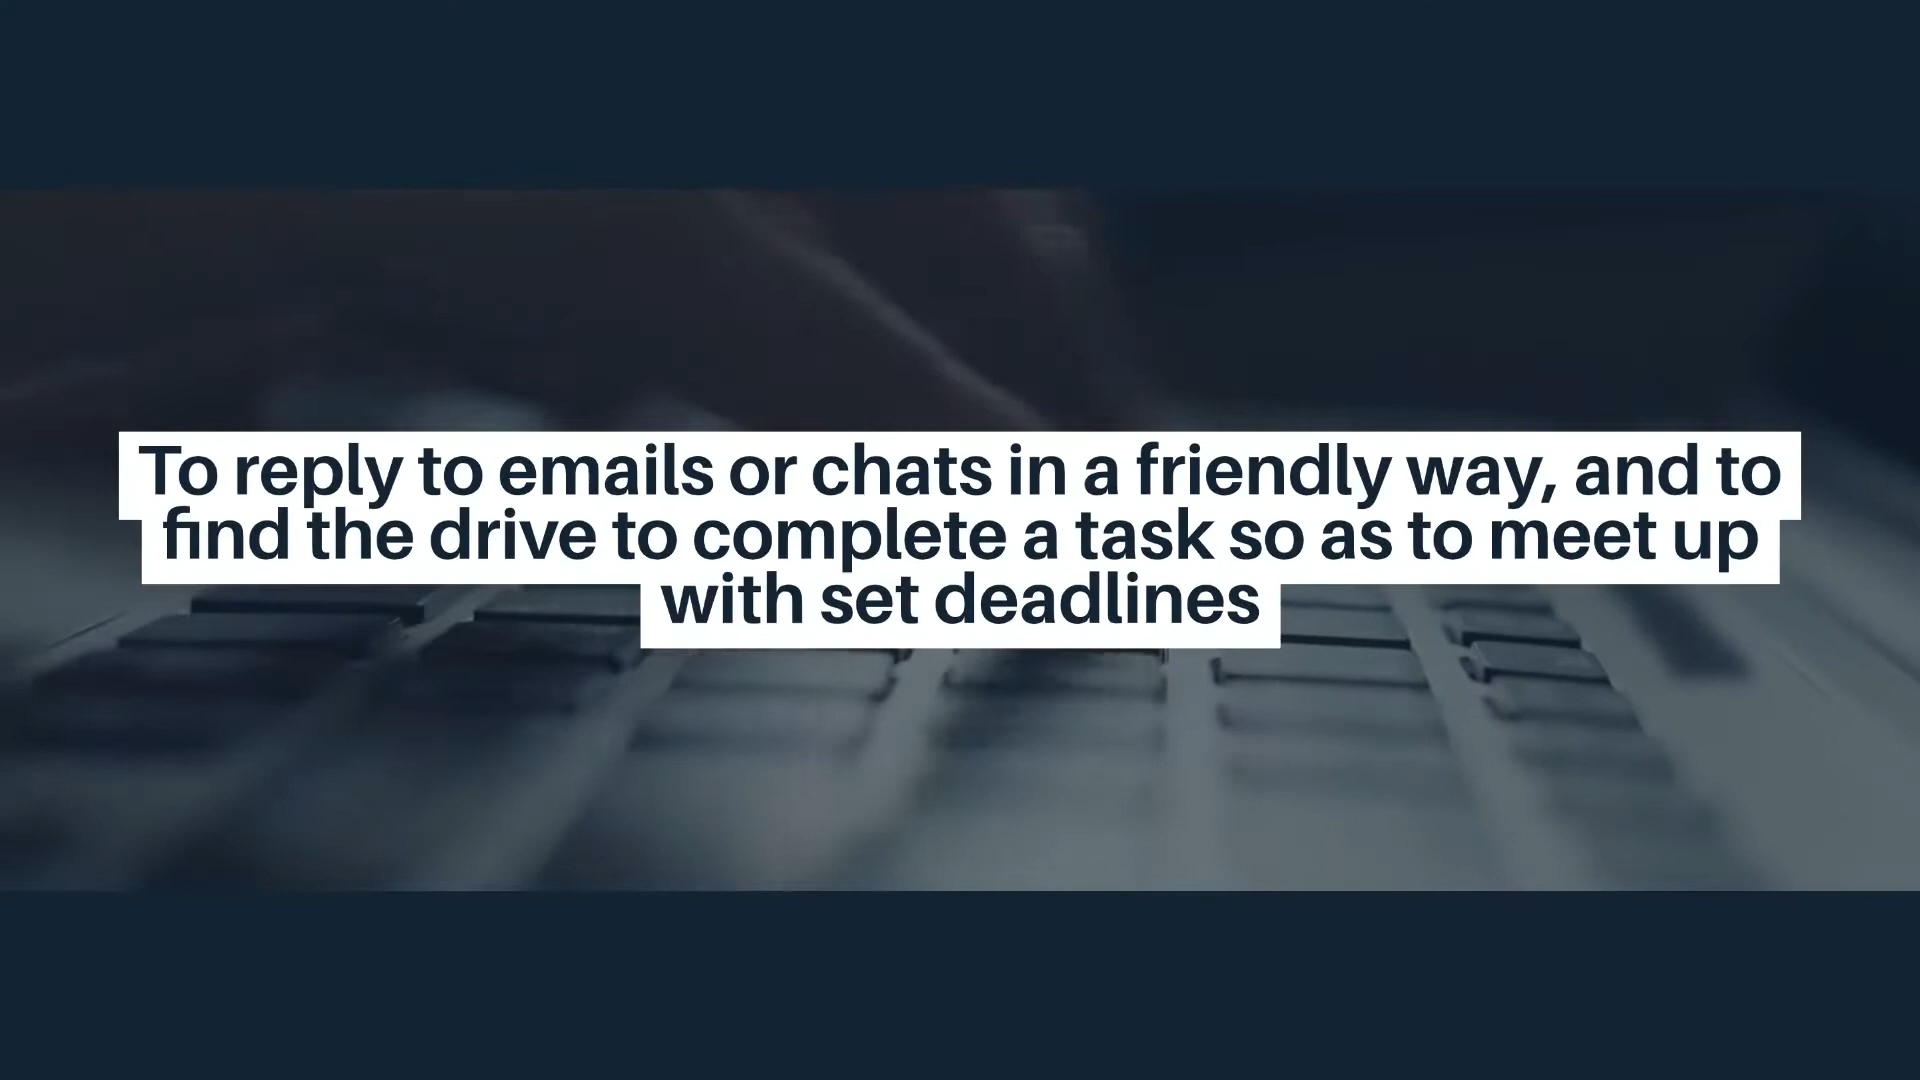 To reply to emails or chats in a friendly way, and to
find the drive to complete a task so as to meet up
with set deadlines